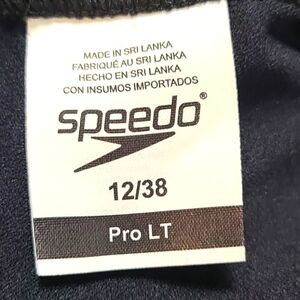 MADE IN SRI LANKA
FABRIQUÉ AU SRI LANKA
HECHO EN SRI LANKA
CON INSUMOS IMPORTADOS
speedo®
12/38
Pro LT